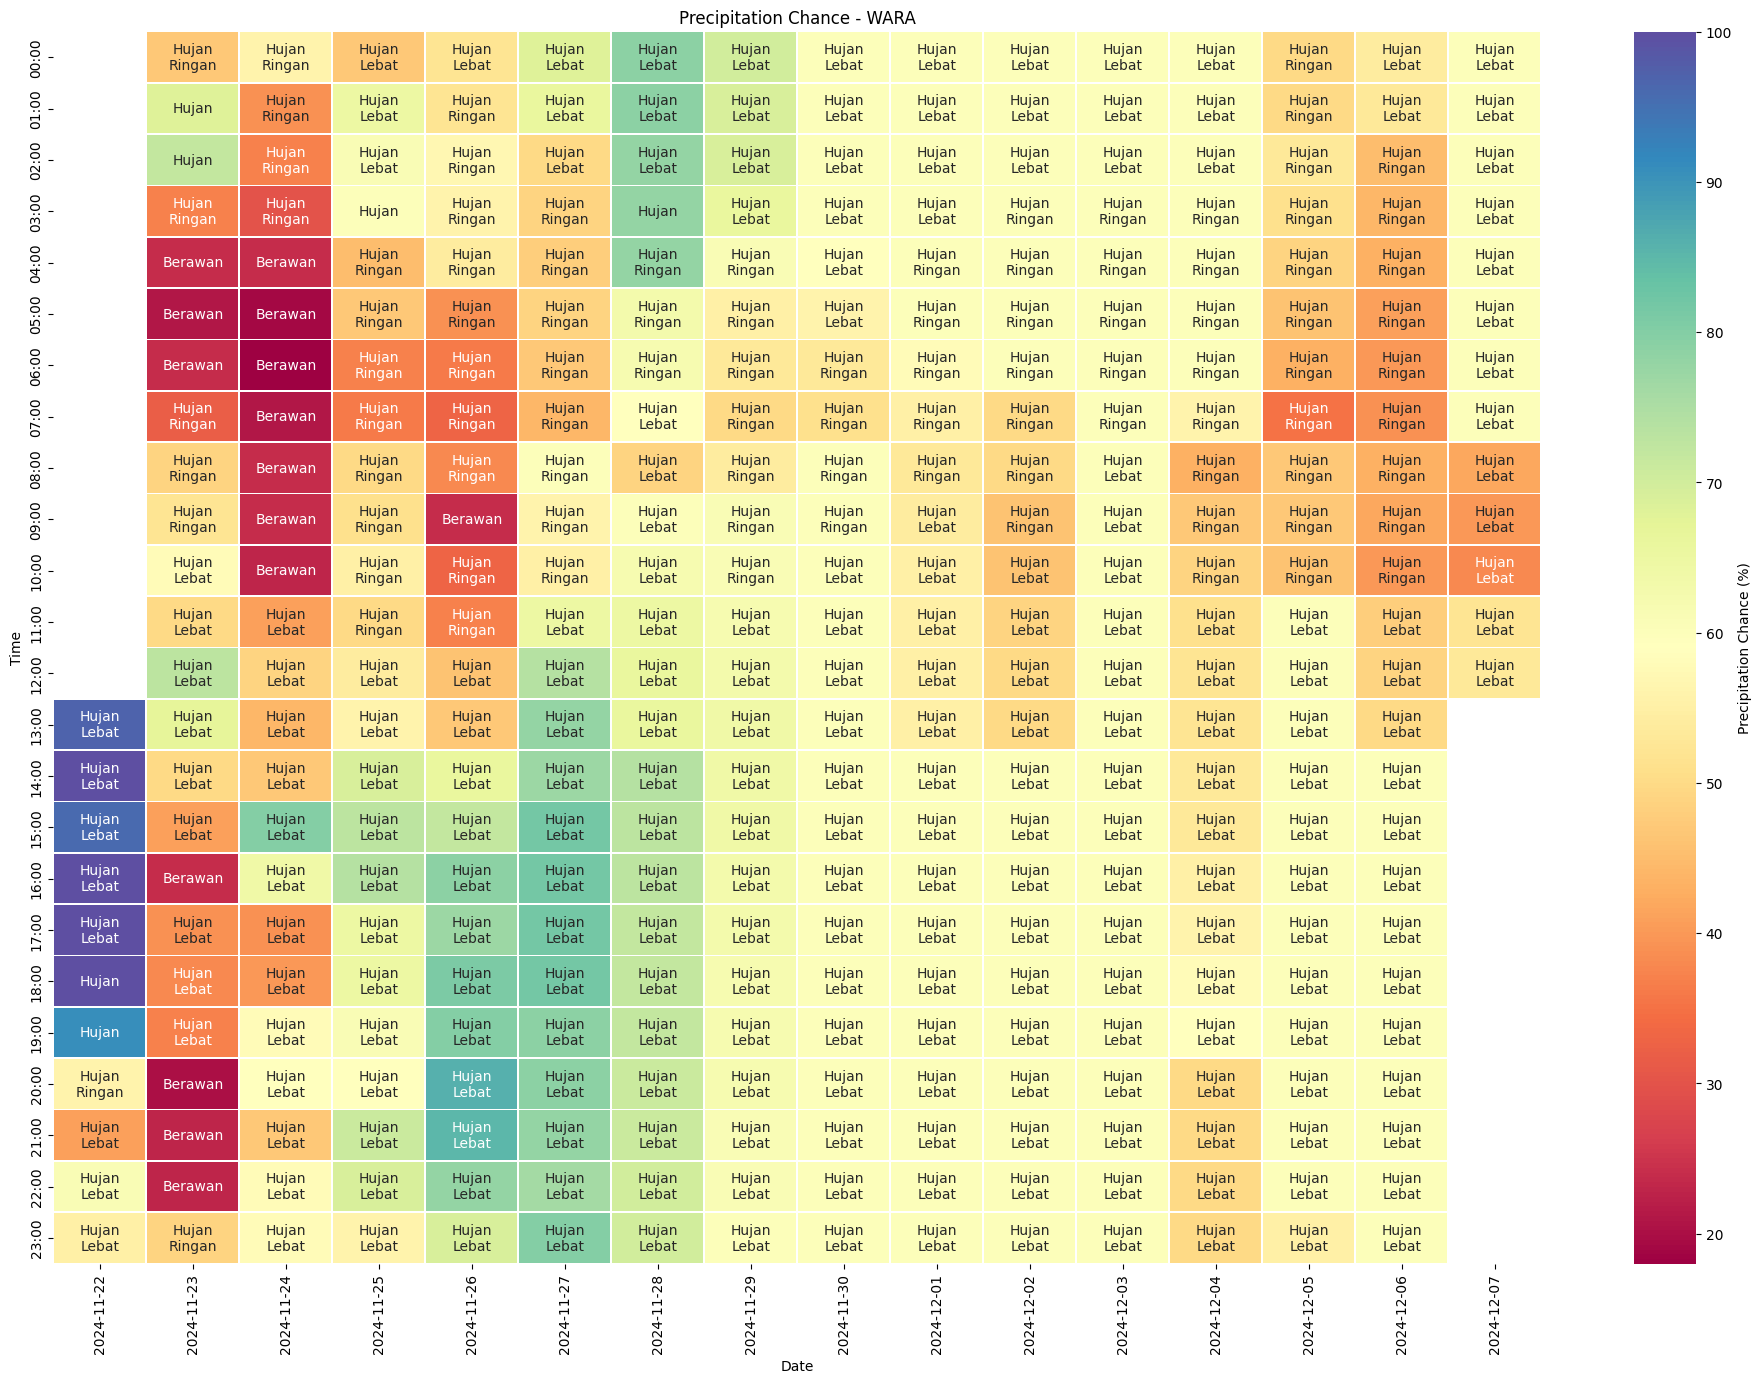 Precipitation Chance - WARA
00:00
Hujan Hujan Hujan Hujan Hujan Hujan Hujan Hujan Hujan Hujan Hujan Hujan Hujan Hujan Hujan
Ringan Ringan Lebat Lebat Lebat Lebat Lebat Lebat Lebat Lebat Lebat Lebat Ringan Lebat Lebat
01:00
Hujan Hujan Hujan Hujan Hujan Hujan Hujan Hujan Hujan Hujan Hujan Hujan Hujan Hujan Hujan
Ringan Lebat Ringan Lebat Lebat Lebat Lebat Lebat Lebat Lebat Lebat Ringan Lebat Lebat
02:00
Hujan Hujan Hujan Hujan Hujan Hujan Hujan Hujan Hujan Hujan Hujan Hujan Hujan Hujan Hujan
Ringan Lebat Ringan Lebat Lebat Lebat Lebat Lebat Lebat Lebat Lebat Ringan Ringan Lebat
03:00
Hujan Hujan Hujan Hujan Hujan Hujan Hujan Hujan Hujan Hujan Hujan Hujan Hujan Hujan Hujan
Ringan Ringan Ringan Ringan Lebat Lebat Lebat Ringan Ringan Ringan Ringan Ringan Lebat
04:00
Berawan Berawan Hujan Hujan Hujan Hujan Hujan Hujan Hujan Hujan Hujan Hujan Hujan Hujan Hujan
Ringan Ringan Ringan Ringan Ringan Lebat Ringan Ringan Ringan Ringan Ringan Ringan Lebat
05:00
Berawan Berawan Hujan Hujan Hujan Hujan Hujan Hujan Hujan Hujan Hujan Hujan Hujan Hujan Hujan
Ringan Ringan Ringan Ringan Ringan Lebat Ringan Ringan Ringan Ringan Ringan Ringan Lebat
06:00
Berawan Berawan Hujan Hujan Hujan Hujan Hujan Hujan Hujan Hujan Hujan Hujan Hujan Hujan Hujan
Ringan Ringan Ringan Ringan Ringan Ringan Ringan Ringan Ringan Ringan Ringan Ringan Lebat
07:00
Hujan Berawan Hujan Hujan Hujan Hujan Hujan Hujan Hujan Hujan Hujan Hujan Hujan Hujan Hujan
Ringan Ringan Ringan Ringan Lebat Ringan Ringan Ringan Ringan Ringan Ringan Ringan Ringan Lebat
08:00
Hujan Berawan Hujan Hujan Hujan Hujan Hujan Hujan Hujan Hujan Hujan Hujan Hujan Hujan Hujan
Ringan Ringan Ringan Ringan Lebat Ringan Ringan Ringan Ringan Lebat Ringan Ringan Ringan Lebat
09:00
Hujan Berawan Hujan Berawan Hujan Hujan Hujan Hujan Hujan Hujan Hujan Hujan Hujan Hujan Hujan
Ringan Ringan Ringan Lebat Ringan Ringan Lebat Ringan Lebat Ringan Ringan Ringan Lebat
10:00
Hujan Berawan Hujan Hujan Hujan Hujan Hujan Hujan Hujan Hujan Hujan Hujan Hujan Hujan Hujan
Lebat Ringan Ringan Ringan Lebat Ringan Lebat Lebat Lebat Lebat Ringan Ringan Ringan Lebat
11:00
Hujan Hujan Hujan Hujan Hujan Hujan Hujan Hujan Hujan Hujan Hujan Hujan Hujan Hujan Hujan
Lebat Lebat Ringan Ringan Lebat Lebat Lebat Lebat Lebat Lebat Lebat Lebat Lebat Lebat Lebat
12:00
Hujan Hujan Hujan Hujan Hujan Hujan Hujan Hujan Hujan Hujan Hujan Hujan Hujan Hujan Hujan
Lebat Lebat Lebat Lebat Lebat Lebat Lebat Lebat Lebat Lebat Lebat Lebat Lebat Lebat Lebat
13:00
Hujan Hujan Hujan Hujan Hujan Hujan Hujan Hujan Hujan Hujan Hujan Hujan Hujan Hujan Hujan
Lebat Lebat Lebat Lebat Lebat Lebat Lebat Lebat Lebat Lebat Lebat Lebat Lebat Lebat Lebat
14:00
Hujan Hujan Hujan Hujan Hujan Hujan Hujan Hujan Hujan Hujan Hujan Hujan Hujan Hujan Hujan
Lebat Lebat Lebat Lebat Lebat Lebat Lebat Lebat Lebat Lebat Lebat Lebat Lebat Lebat Lebat
15:00
Hujan Hujan Hujan Hujan Hujan Hujan Hujan Hujan Hujan Hujan Hujan Hujan Hujan Hujan Hujan
Lebat Lebat Lebat Lebat Lebat Lebat Lebat Lebat Lebat Lebat Lebat Lebat Lebat Lebat Lebat
16:00
Hujan Berawan Hujan Hujan Hujan Hujan Hujan Hujan Hujan Hujan Hujan Hujan Hujan Hujan Hujan
Lebat Lebat Lebat Lebat Lebat Lebat Lebat Lebat Lebat Lebat Lebat Lebat Lebat Lebat
17:00
Hujan Hujan Hujan Hujan Hujan Hujan Hujan Hujan Hujan Hujan Hujan Hujan Hujan Hujan Hujan
Lebat Lebat Lebat Lebat Lebat Lebat Lebat Lebat Lebat Lebat Lebat Lebat Lebat Lebat Lebat
18:00
Hujan Hujan Hujan Hujan Hujan Hujan Hujan Hujan Hujan Hujan Hujan Hujan Hujan Hujan Hujan
Lebat Lebat Lebat Lebat Lebat Lebat Lebat Lebat Lebat Lebat Lebat Lebat Lebat Lebat
19:00
Hujan Hujan Hujan Hujan Hujan Hujan Hujan Hujan Hujan Hujan Hujan Hujan Hujan Hujan Hujan
Lebat Lebat Lebat Lebat Lebat Lebat Lebat Lebat Lebat Lebat Lebat Lebat Lebat Lebat
20:00
Hujan Berawan Hujan Hujan Hujan Hujan Hujan Hujan Hujan Hujan Hujan Hujan Hujan Hujan Hujan
Ringan Lebat Lebat Lebat Lebat Lebat Lebat Lebat Lebat Lebat Lebat Lebat Lebat Lebat
21:00
Hujan Berawan Hujan Hujan Hujan Hujan Hujan Hujan Hujan Hujan Hujan Hujan Hujan Hujan Hujan
Lebat Lebat Lebat Lebat Lebat Lebat Lebat Lebat Lebat Lebat Lebat Lebat Lebat Lebat
22:00
Hujan Berawan Hujan Hujan Hujan Hujan Hujan Hujan Hujan Hujan Hujan Hujan Hujan Hujan Hujan
Lebat Lebat Lebat Lebat Lebat Lebat Lebat Lebat Lebat Lebat Lebat Lebat Lebat Lebat
23:00
Hujan Hujan Hujan Hujan Hujan Hujan Hujan Hujan Hujan Hujan Hujan Hujan Hujan Hujan Hujan
Lebat Ringan Lebat Lebat Lebat Lebat Lebat Lebat Lebat Lebat Lebat Lebat Lebat Lebat Lebat
Time
2024-11-22
2024-11-23
2024-11-24
2024-11-25
2024-11-26
2024-11-27
2024-11-28
2024-11-29
2024-11-30
2024-12-01
2024-12-02
2024-12-03
2024-12-04
2024-12-05
2024-12-06
2024-12-07
Date
100
90
80
70
60
50
40
30
20
Precipitation Chance (%)